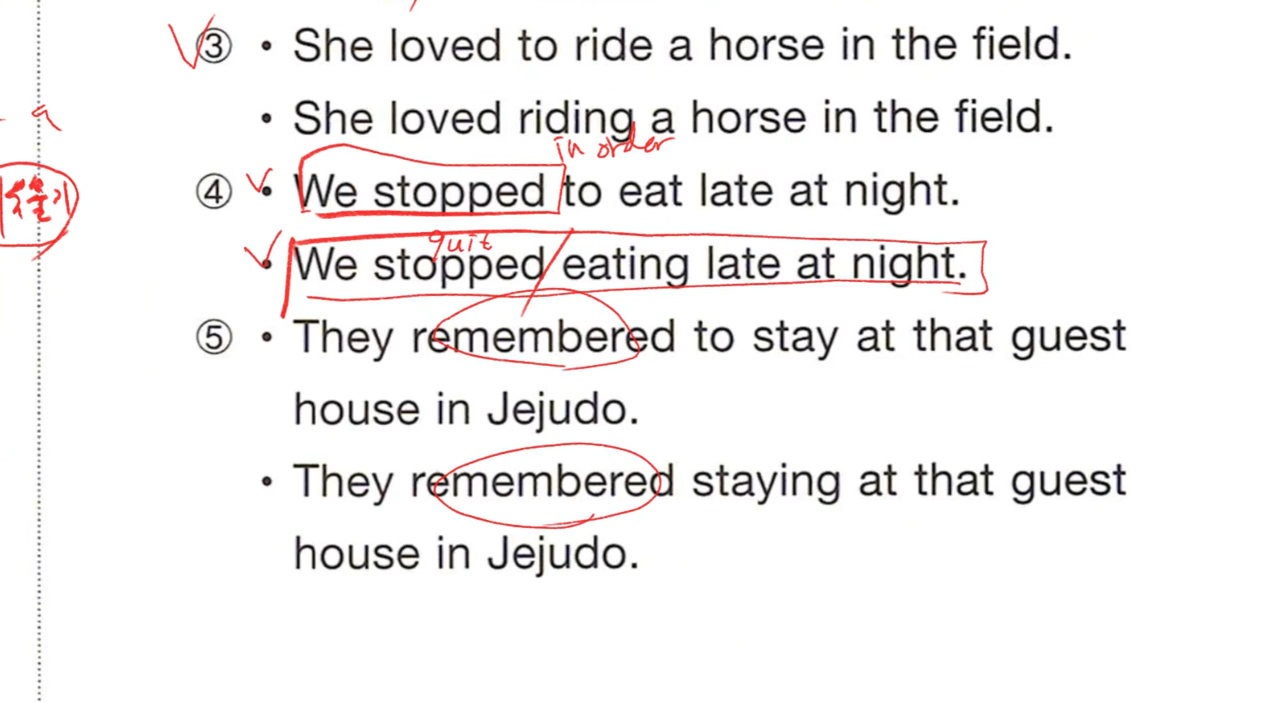 ③ • She loved to ride a horse in the field.
• She loved riding a horse in the field.
in order
④ • We stopped to eat late at night.
quit
• We stopped eating late at night.
⑤ • They remembered to stay at that guest
house in Jejudo.
• They remembered staying at that guest
house in Jejudo.